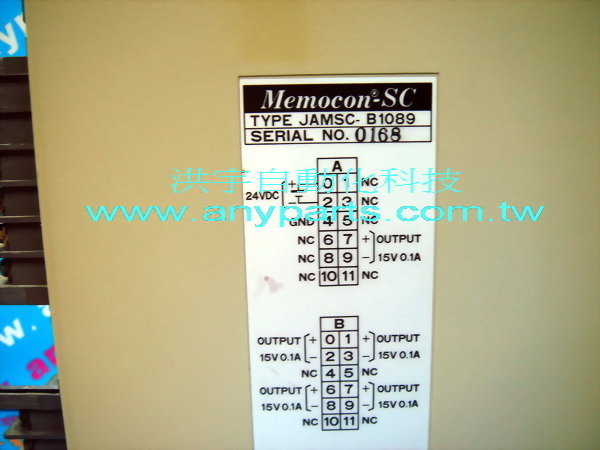 Memocon®-SC
TYPE JAMSC- B1089
SERIAL NO. 0168
A
24VDC + 0 1 NC
- 2 3 NC
GND 4 5 NC
NC 6 7 + OUTPUT
NC 8 9 - 15V 0.1A
NC 10 11 NC
洪宇自動化科技
www.anyparts.com.tw
B
OUTPUT + 0 1 + OUTPUT
15V 0.1A - 2 3 - 15V 0.1A
NC 4 5 NC
OUTPUT + 6 7 + OUTPUT
15V 0.1A - 8 9 - 15V 0.1A
NC 10 11 NC